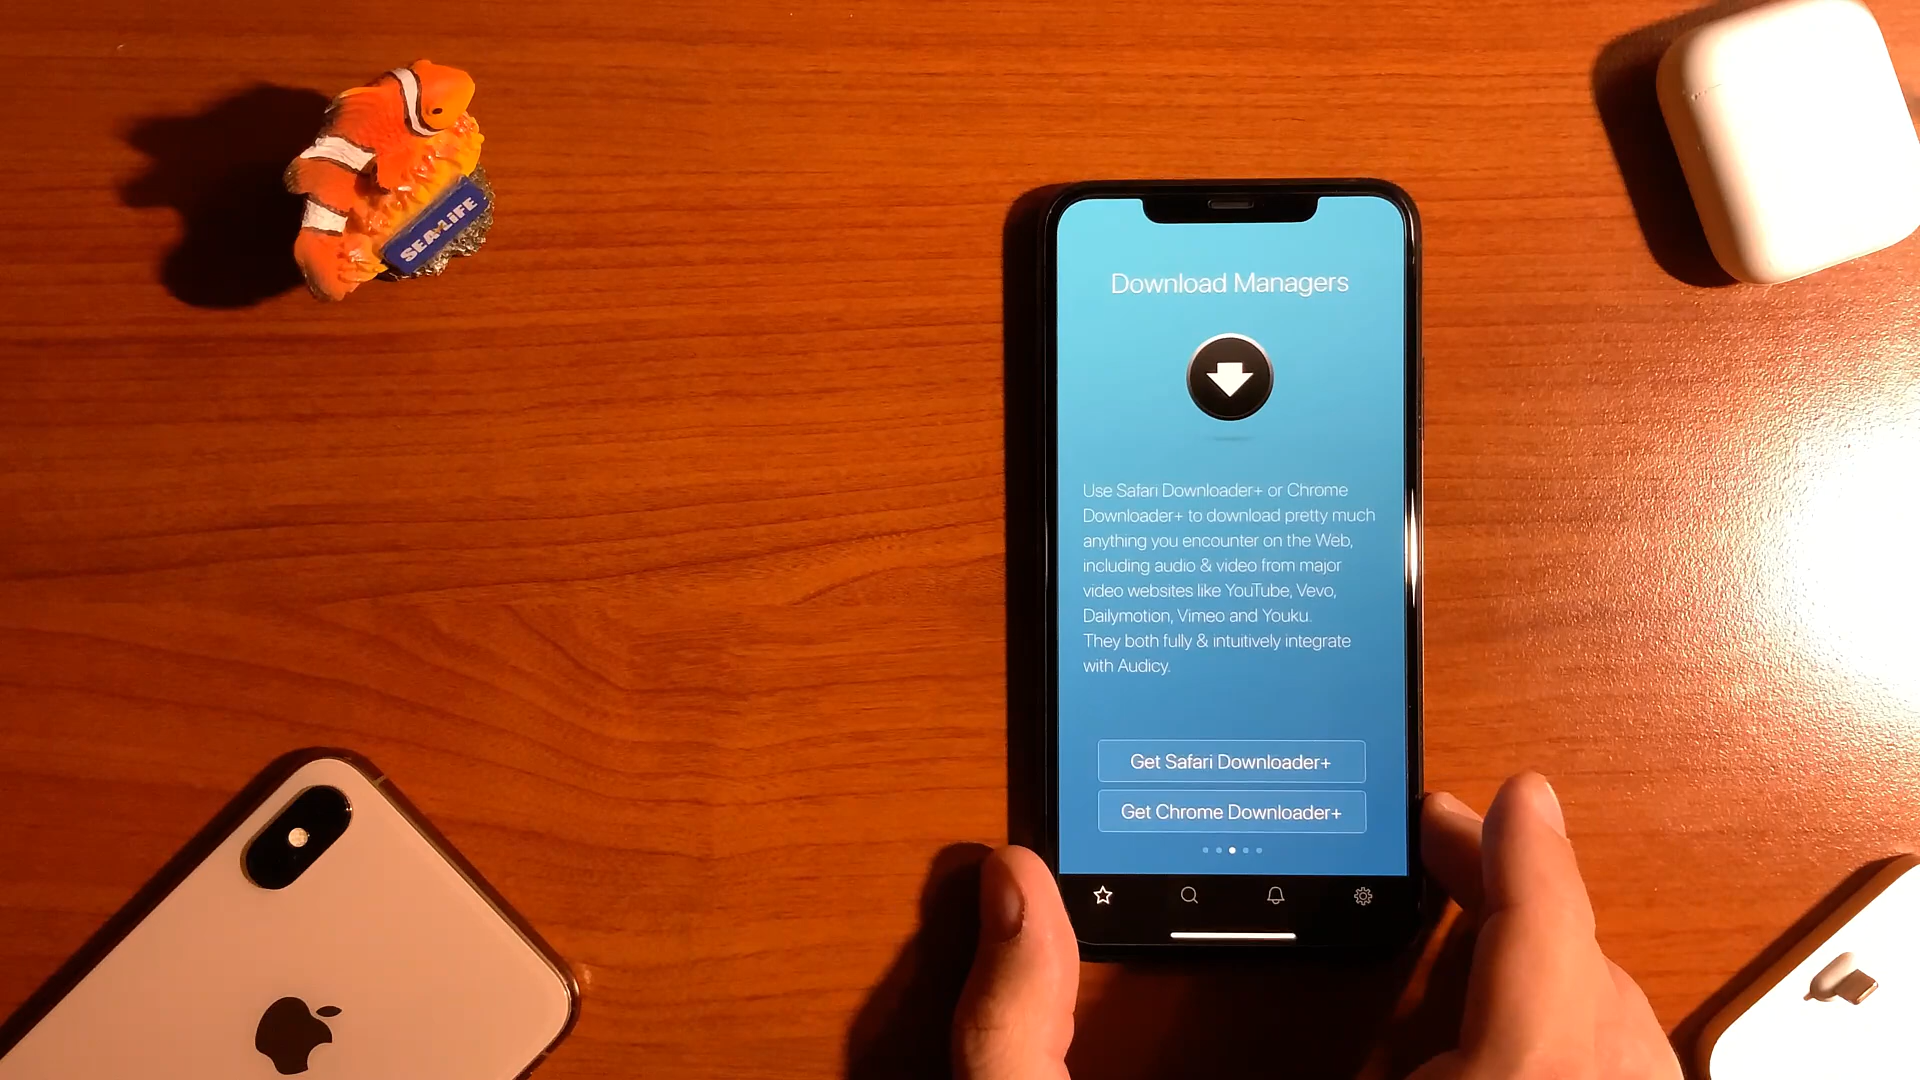 SEA LIFE
Download Managers
Use Safari Downloader+ or Chrome
Downloader+ to download pretty much
anything you encounter on the Web,
including audio & video from major
video websites like YouTube, Vevo,
Dailymotion, Vimeo and Youku.
They both fully & intuitively integrate
with Audicy.
Get Safari Downloader+
Get Chrome Downloader+